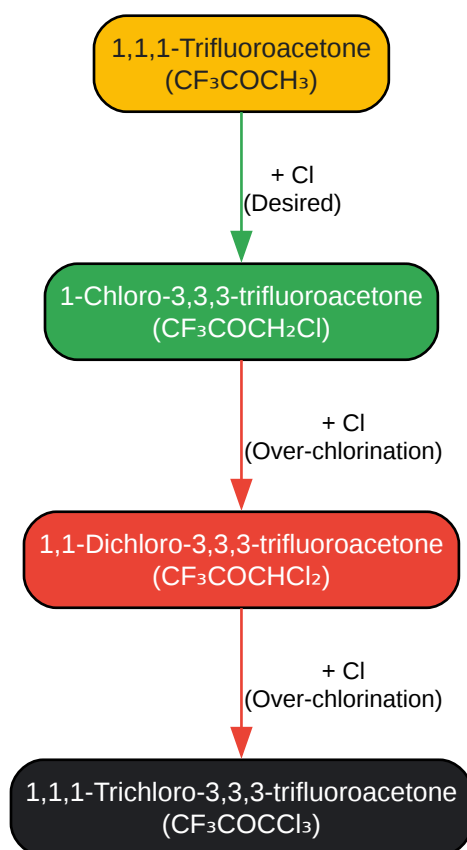 1,1,1-Trifluoroacetone
(CF₃COCH₃)
+ Cl
(Desired)
1-Chloro-3,3,3-trifluoroacetone
(CF₃COCH₂Cl)
+ Cl
(Over-chlorination)
1,1-Dichloro-3,3,3-trifluoroacetone
(CF₃COCHCl₂)
+ Cl
(Over-chlorination)
1,1,1-Trichloro-3,3,3-trifluoroacetone
(CF₃COCCl₃)